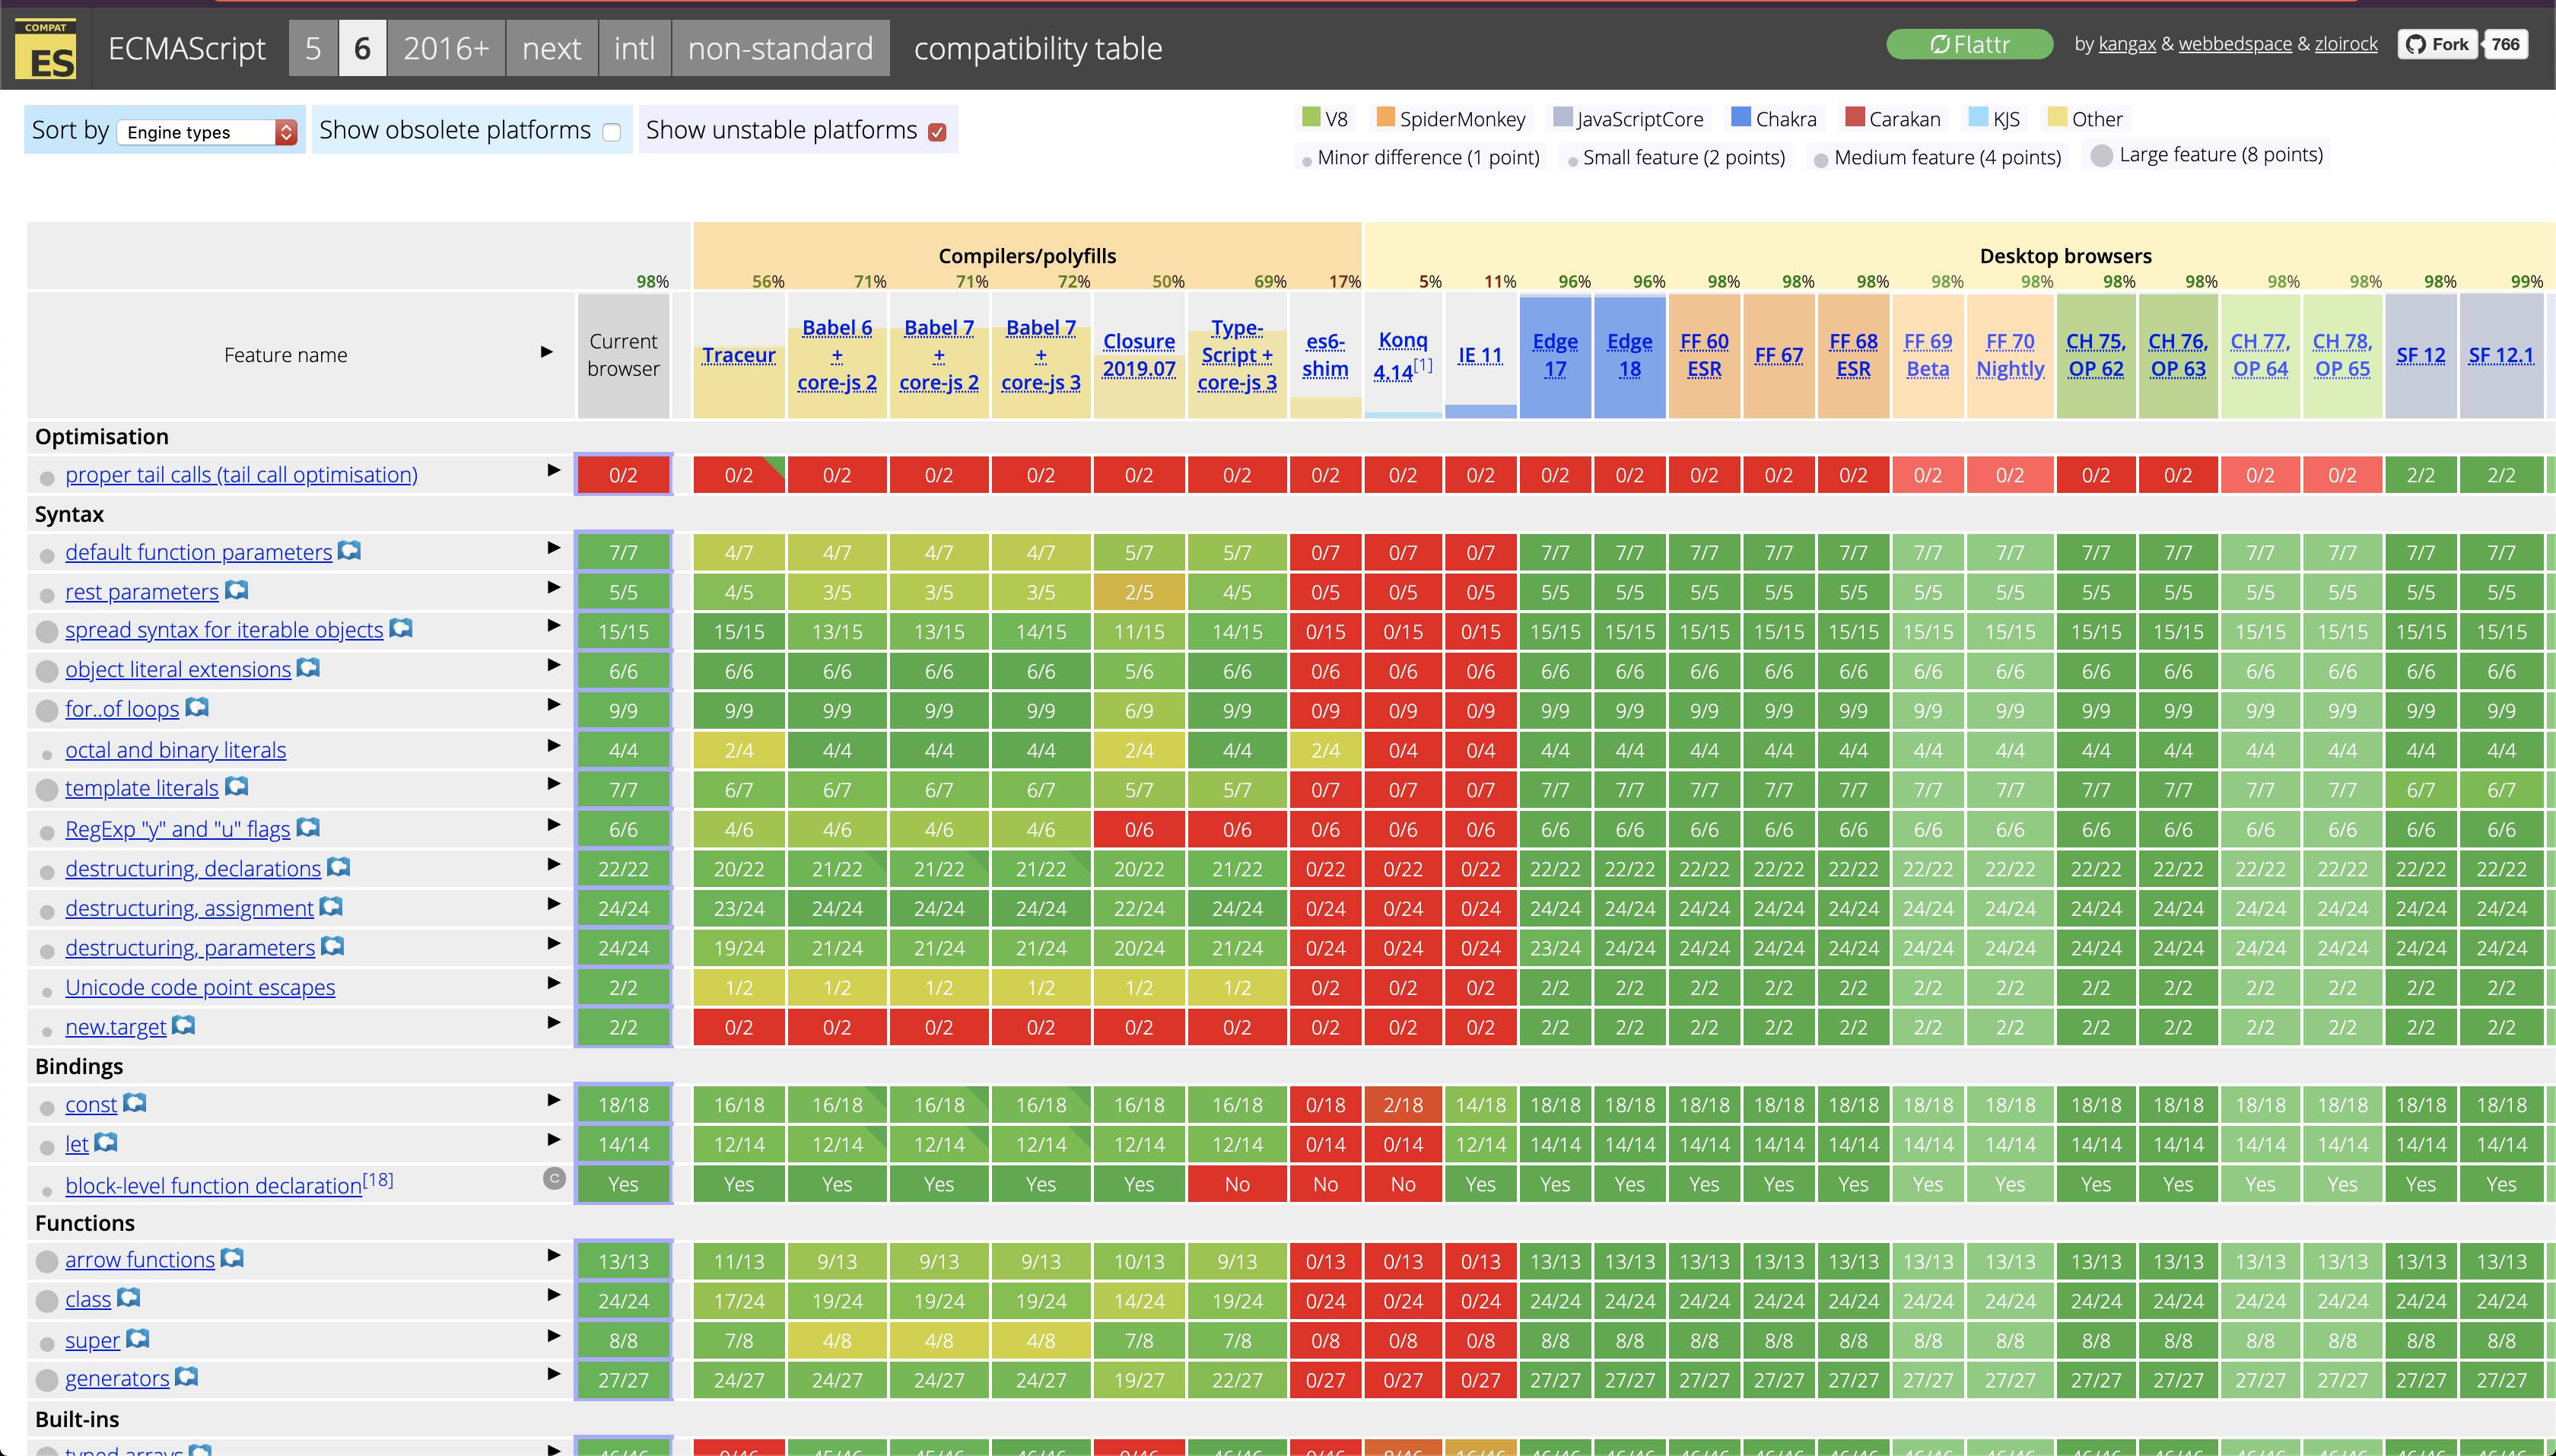 COMPAT
ES
ECMAScript 5 6 2016+ next intl non-standard compatibility table
Flattr
by kangax & webbedspace & zloirock
Fork 766
Sort by Engine types Show obsolete platforms Show unstable platforms
V8 SpiderMonkey JavaScriptCore Chakra Carakan KJS Other
Minor difference (1 point) Small feature (2 points) Medium feature (4 points) Large feature (8 points)
Compilers/polyfills Desktop browsers
98% 56% 71% 71% 72% 50% 69% 17% 5% 11% 96% 96% 98% 98% 98% 98% 98% 98% 98% 98% 98% 98% 99%
Feature name
Current
browser
Traceur
Babel 6
+
core-js 2
Babel 7
+
core-js 2
Babel 7
+
core-js 3
Closure
2019.07
Type-
Script +
core-js 3
es6-
shim
Konq
4.14[1]
IE 11
Edge
17
Edge
18
FF 60
ESR
FF 67
FF 68
ESR
FF 69
Beta
FF 70
Nightly
CH 75,
OP 62
CH 76,
OP 63
CH 77,
OP 64
CH 78,
OP 65
SF 12
SF 12.1
Optimisation
proper tail calls (tail call optimisation) 0/2 0/2 0/2 0/2 0/2 0/2 0/2 0/2 0/2 0/2 0/2 0/2 0/2 0/2 0/2 0/2 0/2 0/2 0/2 0/2 0/2 2/2 2/2
Syntax
default function parameters 7/7 4/7 4/7 4/7 4/7 5/7 5/7 0/7 0/7 0/7 7/7 7/7 7/7 7/7 7/7 7/7 7/7 7/7 7/7 7/7 7/7 7/7 7/7
rest parameters 5/5 4/5 3/5 3/5 3/5 2/5 4/5 0/5 0/5 0/5 5/5 5/5 5/5 5/5 5/5 5/5 5/5 5/5 5/5 5/5 5/5 5/5 5/5
spread syntax for iterable objects 15/15 15/15 13/15 13/15 14/15 11/15 14/15 0/15 0/15 0/15 15/15 15/15 15/15 15/15 15/15 15/15 15/15 15/15 15/15 15/15 15/15 15/15 15/15
object literal extensions 6/6 6/6 6/6 6/6 6/6 5/6 6/6 0/6 0/6 0/6 6/6 6/6 6/6 6/6 6/6 6/6 6/6 6/6 6/6 6/6 6/6 6/6 6/6
for..of loops 9/9 9/9 9/9 9/9 9/9 6/9 9/9 0/9 0/9 0/9 9/9 9/9 9/9 9/9 9/9 9/9 9/9 9/9 9/9 9/9 9/9 9/9 9/9
octal and binary literals 4/4 2/4 4/4 4/4 4/4 2/4 4/4 2/4 0/4 0/4 4/4 4/4 4/4 4/4 4/4 4/4 4/4 4/4 4/4 4/4 4/4 4/4 4/4
template literals 7/7 6/7 6/7 6/7 6/7 5/7 5/7 0/7 0/7 0/7 7/7 7/7 7/7 7/7 7/7 7/7 7/7 7/7 7/7 7/7 7/7 6/7 6/7
RegExp "y" and "u" flags 6/6 4/6 4/6 4/6 4/6 0/6 0/6 0/6 0/6 0/6 6/6 6/6 6/6 6/6 6/6 6/6 6/6 6/6 6/6 6/6 6/6 6/6 6/6
destructuring, declarations 22/22 20/22 21/22 21/22 21/22 20/22 21/22 0/22 0/22 0/22 22/22 22/22 22/22 22/22 22/22 22/22 22/22 22/22 22/22 22/22 22/22 22/22 22/22
destructuring, assignment 24/24 23/24 24/24 24/24 24/24 22/24 24/24 0/24 0/24 0/24 24/24 24/24 24/24 24/24 24/24 24/24 24/24 24/24 24/24 24/24 24/24 24/24 24/24
destructuring, parameters 24/24 19/24 21/24 21/24 21/24 20/24 21/24 0/24 0/24 0/24 23/24 24/24 24/24 24/24 24/24 24/24 24/24 24/24 24/24 24/24 24/24 24/24 24/24
Unicode code point escapes 2/2 1/2 1/2 1/2 1/2 1/2 1/2 0/2 0/2 0/2 2/2 2/2 2/2 2/2 2/2 2/2 2/2 2/2 2/2 2/2 2/2 2/2 2/2
new.target 2/2 0/2 0/2 0/2 0/2 0/2 0/2 0/2 0/2 0/2 2/2 2/2 2/2 2/2 2/2 2/2 2/2 2/2 2/2 2/2 2/2 2/2 2/2
Bindings
const 18/18 16/18 16/18 16/18 16/18 16/18 16/18 0/18 2/18 14/18 18/18 18/18 18/18 18/18 18/18 18/18 18/18 18/18 18/18 18/18 18/18 18/18 18/18
let 14/14 12/14 12/14 12/14 12/14 12/14 12/14 0/14 0/14 12/14 14/14 14/14 14/14 14/14 14/14 14/14 14/14 14/14 14/14 14/14 14/14 14/14 14/14
block-level function declaration[18] c Yes Yes Yes Yes Yes Yes No No No Yes Yes Yes Yes Yes Yes Yes Yes Yes Yes Yes Yes Yes Yes
Functions
arrow functions 13/13 11/13 9/13 9/13 9/13 10/13 9/13 0/13 0/13 0/13 13/13 13/13 13/13 13/13 13/13 13/13 13/13 13/13 13/13 13/13 13/13 13/13 13/13
class 24/24 17/24 19/24 19/24 19/24 14/24 19/24 0/24 0/24 0/24 24/24 24/24 24/24 24/24 24/24 24/24 24/24 24/24 24/24 24/24 24/24 24/24 24/24
super 8/8 7/8 4/8 4/8 4/8 7/8 7/8 0/8 0/8 0/8 8/8 8/8 8/8 8/8 8/8 8/8 8/8 8/8 8/8 8/8 8/8 8/8 8/8
generators 27/27 24/27 24/27 24/27 24/27 19/27 22/27 0/27 0/27 0/27 27/27 27/27 27/27 27/27 27/27 27/27 27/27 27/27 27/27 27/27 27/27 27/27 27/27
Built-ins